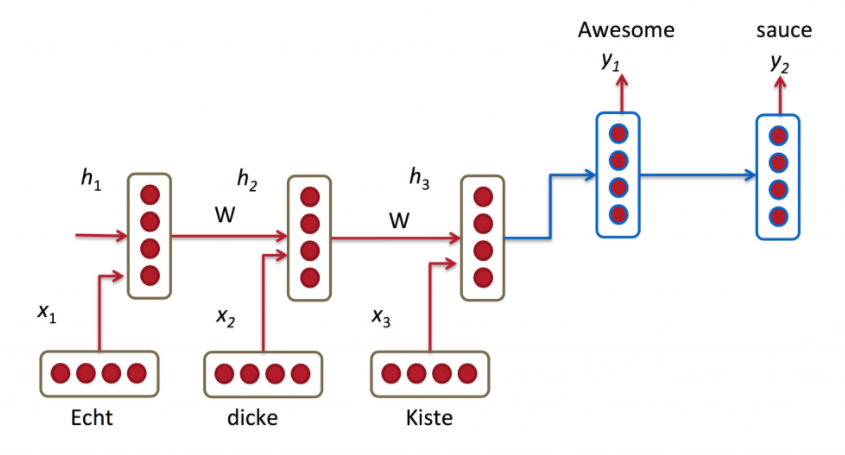 Awesome sauce
y1 y2
h1 h2 h3
W W
x1 x2 x3
Echt dicke Kiste